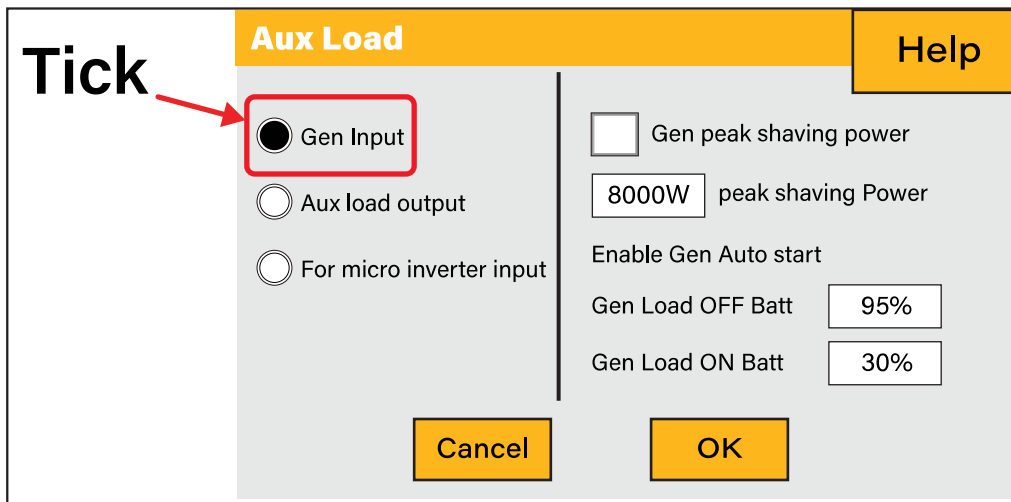 Tick
Aux Load
Help
Gen Input
Aux load output
For micro inverter input
Gen peak shaving power
8000W peak shaving Power
Enable Gen Auto start
Gen Load OFF Batt 95%
Gen Load ON Batt 30%
Cancel
OK